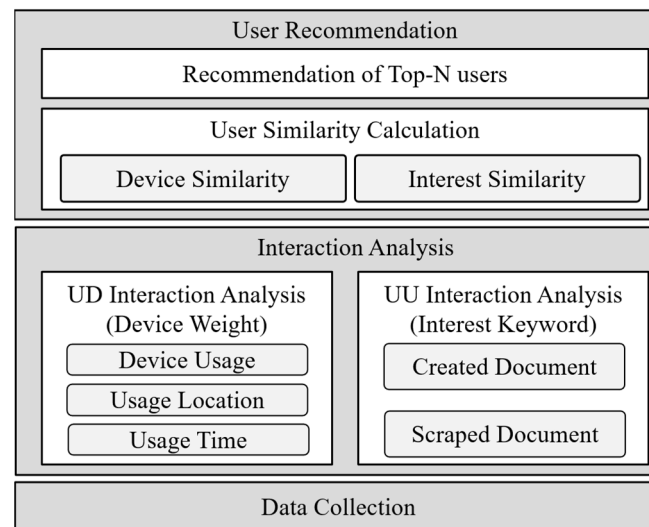 User Recommendation
Recommendation of Top-N users
User Similarity Calculation
Device Similarity
Interest Similarity
Interaction Analysis
UD Interaction Analysis
(Device Weight)
Device Usage
Usage Location
Usage Time
UU Interaction Analysis
(Interest Keyword)
Created Document
Scraped Document
Data Collection